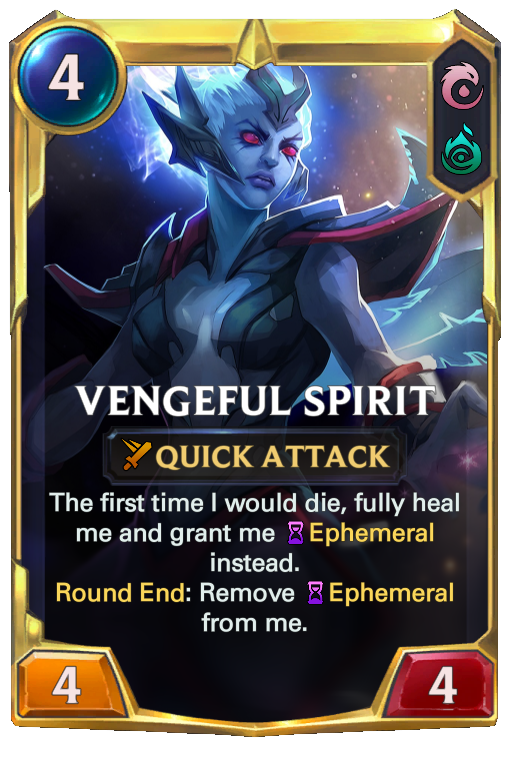 4
VENGEFUL SPIRIT
QUICK ATTACK
The first time I would die, fully heal
me and grant me Ephemeral
instead.
Round End: Remove Ephemeral
from me.
4
4